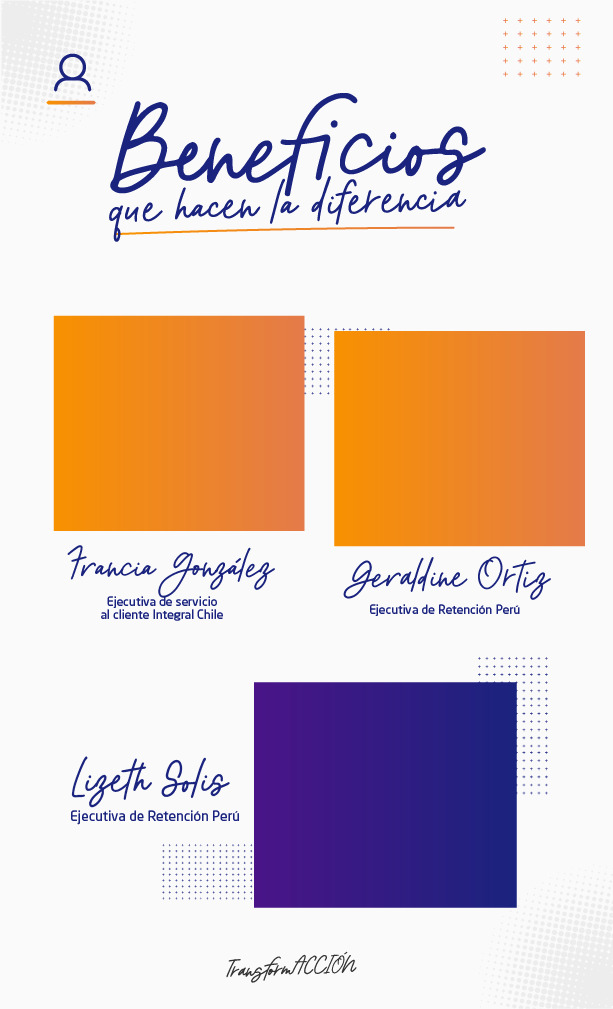 Beneficios
que hacen la diferencia
Francia González
Ejecutiva de servicio
al cliente Integral Chile
Geraldine Ortiz
Ejecutiva de Retención Perú
Lizeth Solis
Ejecutiva de Retención Perú
TransformACCIÓN